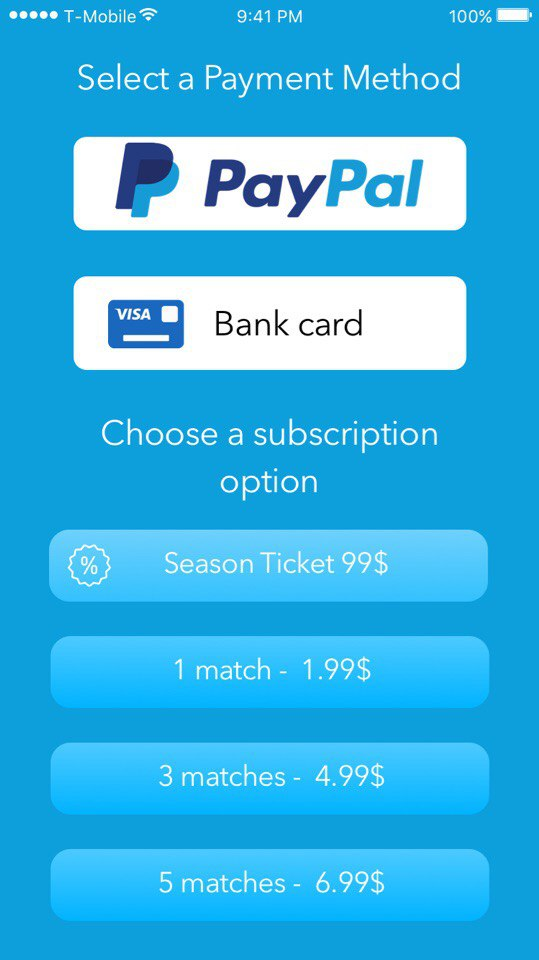 T-Mobile 9:41 PM 100%
Select a Payment Method
PayPal
VISA Bank card
Choose a subscription
option
% Season Ticket 99$
1 match - 1.99$
3 matches - 4.99$
5 matches - 6.99$